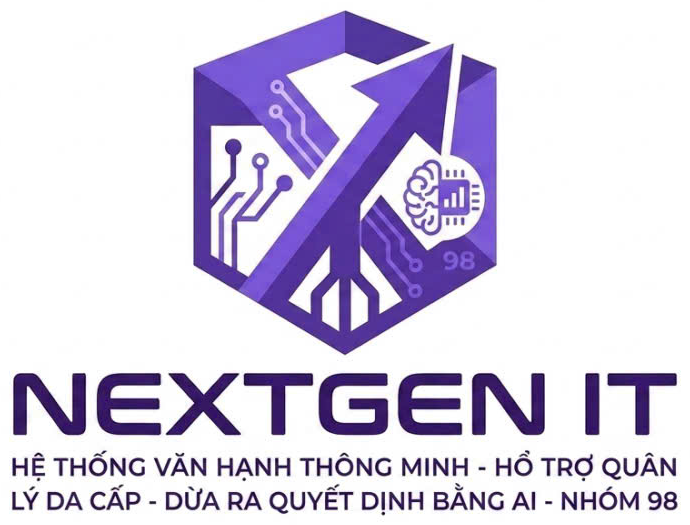 98
NEXTGEN IT
HỆ THỐNG VĂN HẠNH THÔNG MINH - HỔ TRỢ QUÂN
LÝ DA CẤP - DỪA RA QUYẾT DỊNH BẰNG AI - NHÓM 98